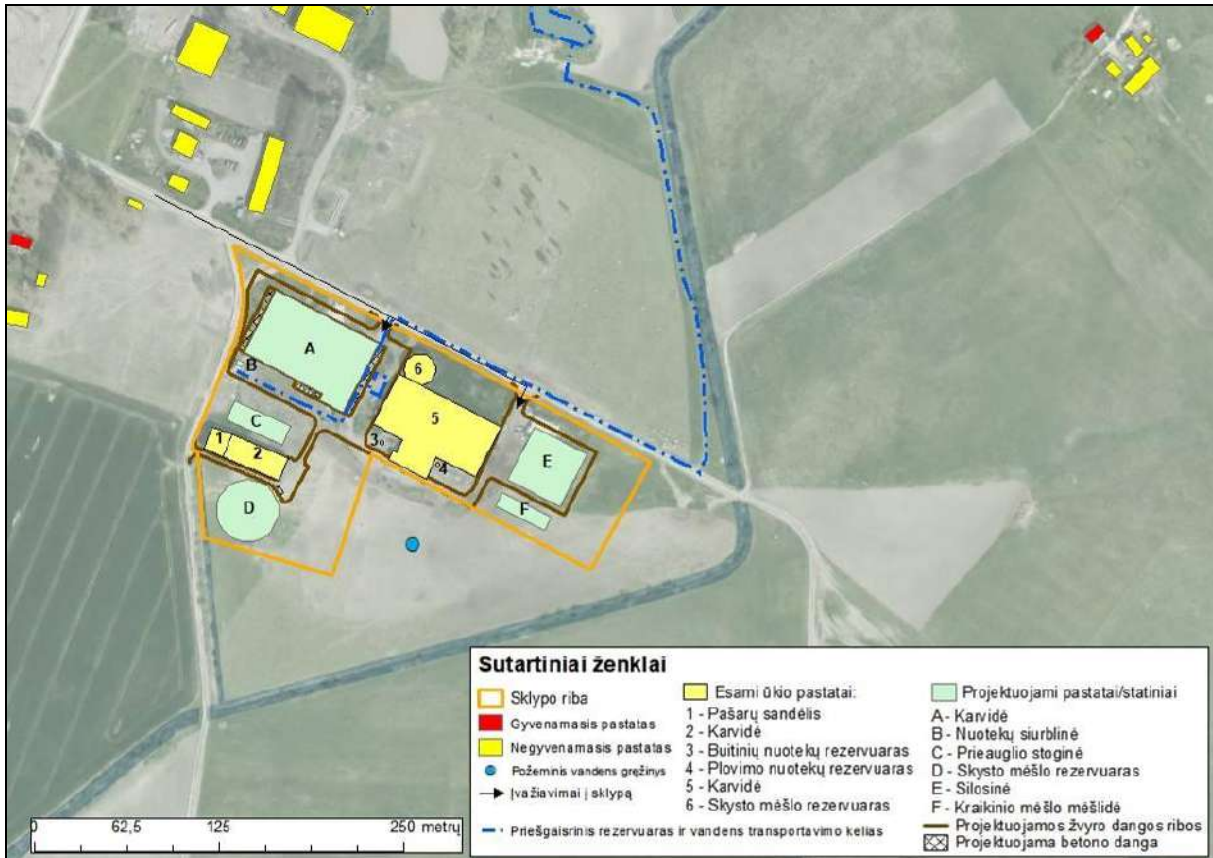 A
B
C
1
2
D
6
5
3
4
E
F
0
62,5
125
250 metrų
Sutartiniai ženklai
Sklypo riba
Gyvenamasis pastatas
Negyvenamasis pastatas
Požeminis vandens gręžinys
Įvažiavimai į sklypą
Priešgaisrinis rezervuaras ir vandens transportavimo kelias
Esami ūkio pastatai:
1 - Pašarų sandėlis
2 - Karvidė
3 - Buitinių nuotekų rezervuaras
4 - Plovimo nuotekų rezervuaras
5 - Karvidė
6 - Skysto mėšlo rezervuaras
Projektuojami pastatai/statiniai
A - Karvidė
B - Nuotekų siurblinė
C - Prieauglio stoginė
D - Skysto mėšlo rezervuaras
E - Silosinė
F - Kraikinio mėšlo mėšlidė
Projektuojamos žvyro dangos ribos
Projektuojama betono danga